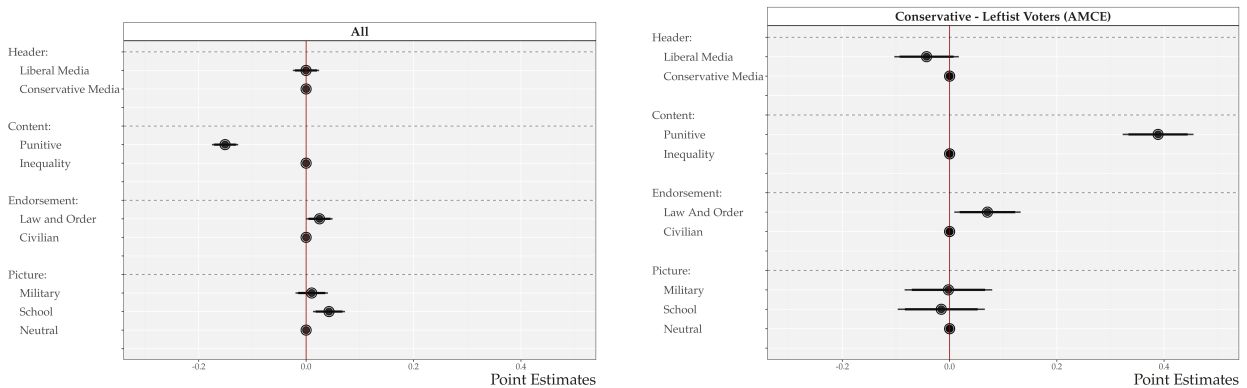 All
Header:
Liberal Media
Conservative Media
Content:
Punitive
Inequality
Endorsement:
Law and Order
Civilian
Picture:
Military
School
Neutral
-0.2 0.0 0.2 0.4
Point Estimates
Conservative - Leftist Voters (AMCE)
Header:
Liberal Media
Conservative Media
Content:
Punitive
Inequality
Endorsement:
Law And Order
Civilian
Picture:
Military
School
Neutral
-0.2 0.0 0.2 0.4
Point Estimates